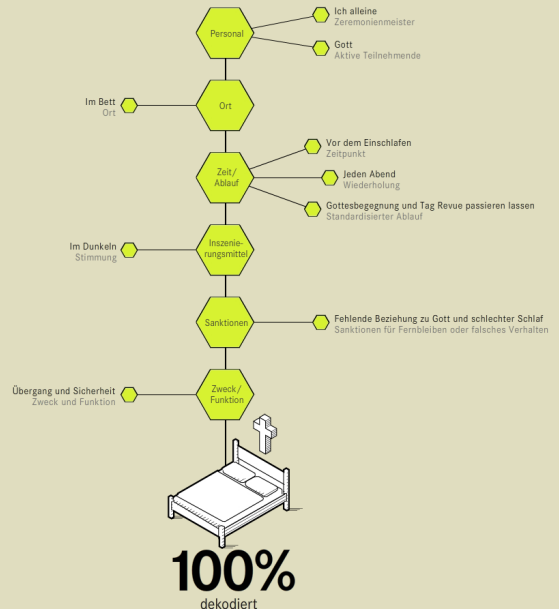 Personal
Ich alleine
Zeremonienmeister
Gott
Aktive Teilnehmende
Im Bett
Ort
Ort
Zeit/
Ablauf
Vor dem Einschlafen
Zeitpunkt
Jeden Abend
Wiederholung
Gottesbegegnung und Tag Revue passieren lassen
Standardisierter Ablauf
Im Dunkeln
Stimmung
Inszenie-
rungsmittel
Sanktionen
Fehlende Beziehung zu Gott und schlechter Schlaf
Sanktionen für Fernbleiben oder falsches Verhalten
Übergang und Sicherheit
Zweck und Funktion
Zweck/
Funktion
100%
dekodiert